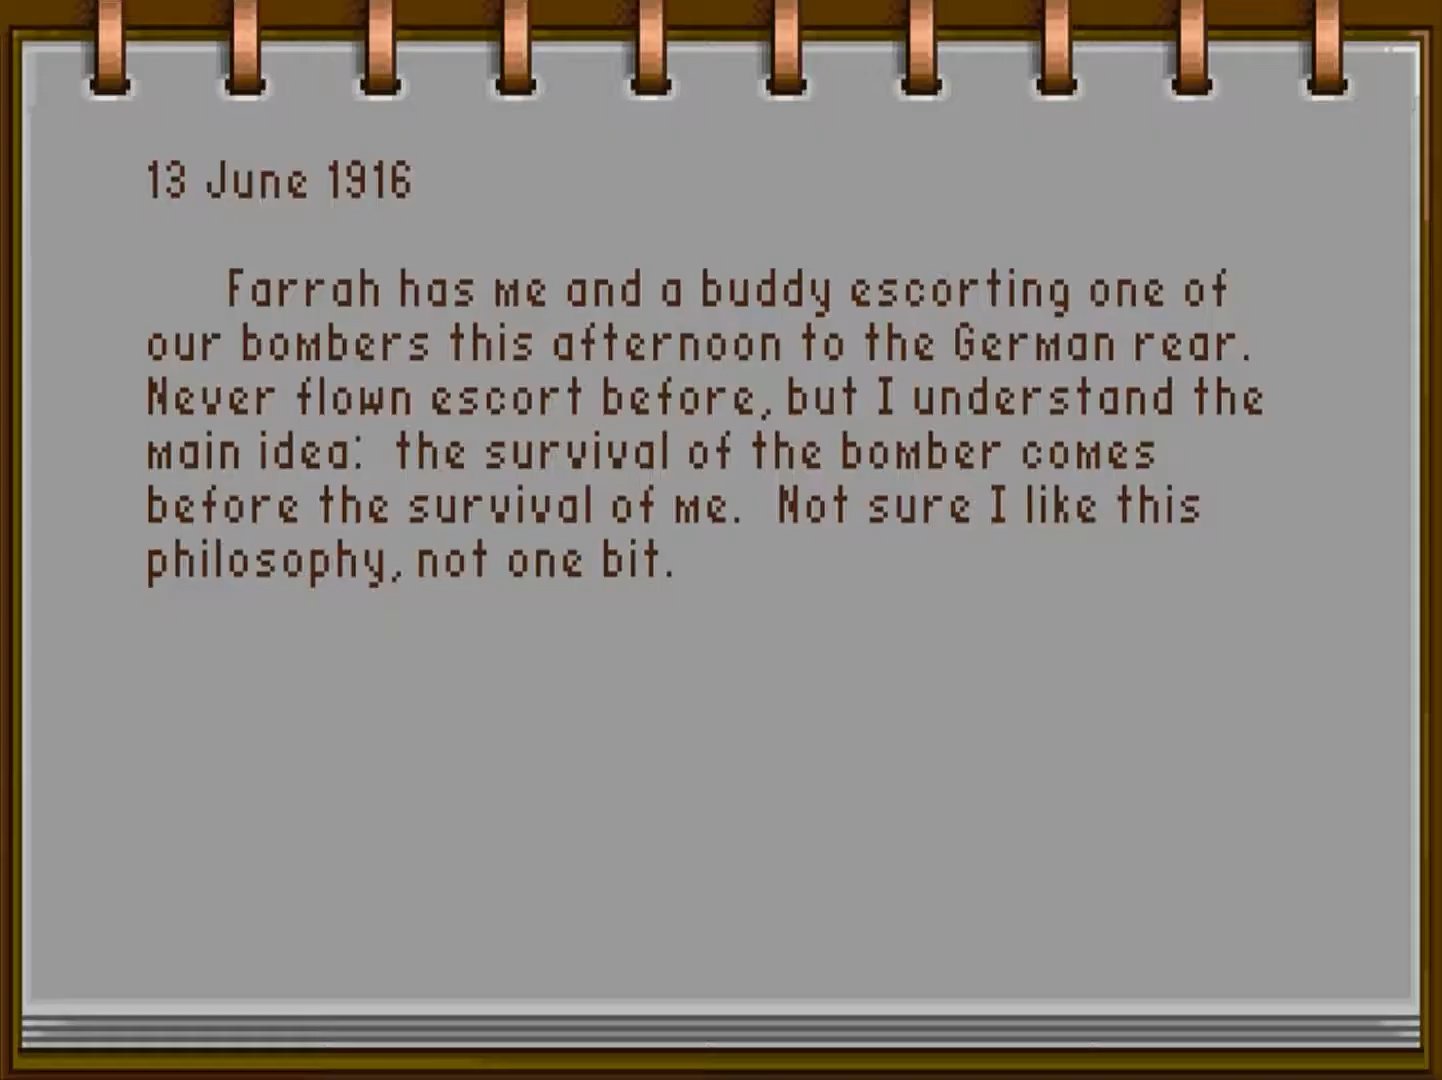 13 June 1916
Farrah has me and a buddy escorting one of
our bombers this afternoon to the German rear.
Never flown escort before, but I understand the
main idea:  the survival of the bomber comes
before the survival of me.  Not sure I like this
philosophy, not one bit.